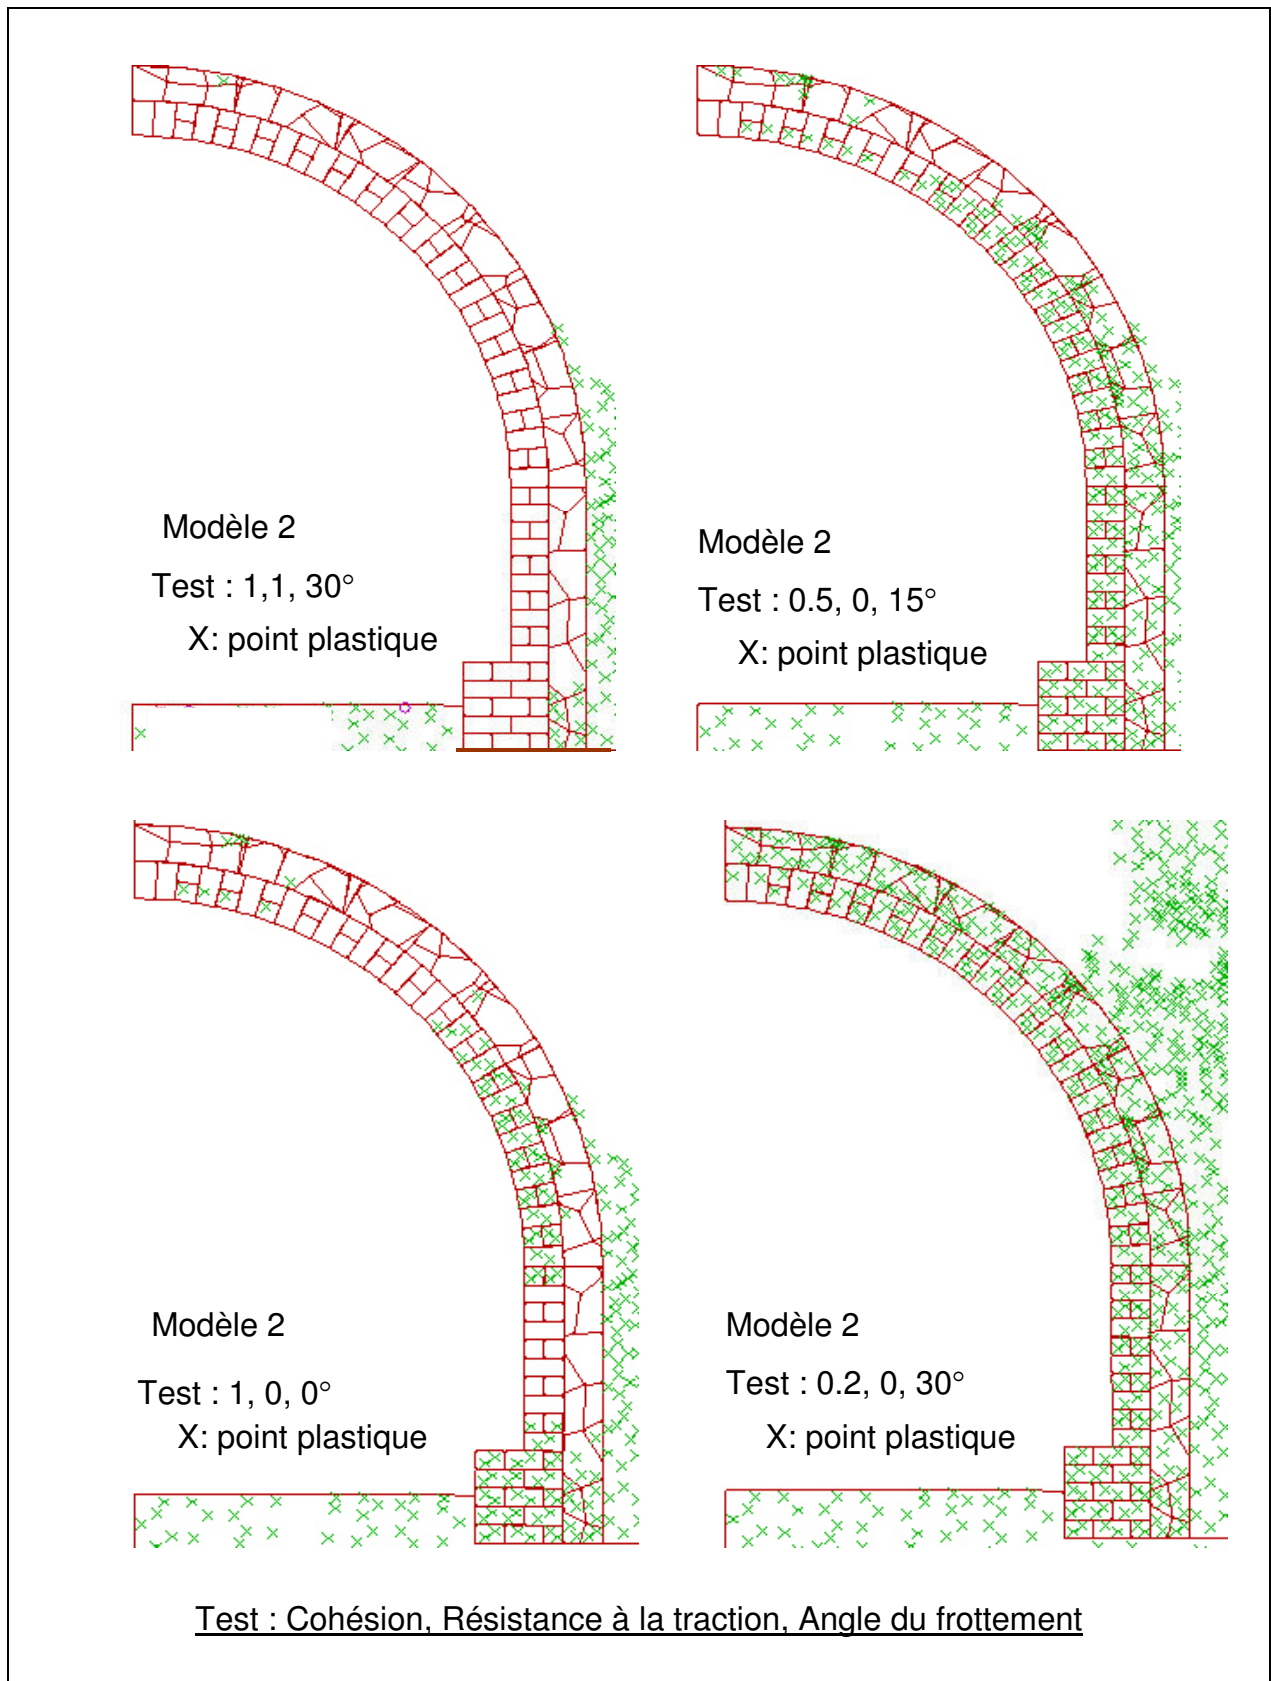 Modèle 2
Test : 1,1, 30°
X: point plastique
Modèle 2
Test : 0.5, 0, 15°
X: point plastique
Modèle 2
Test : 1, 0, 0°
X: point plastique
Modèle 2
Test : 0.2, 0, 30°
X: point plastique
Test : Cohésion, Résistance à la traction, Angle du frottement